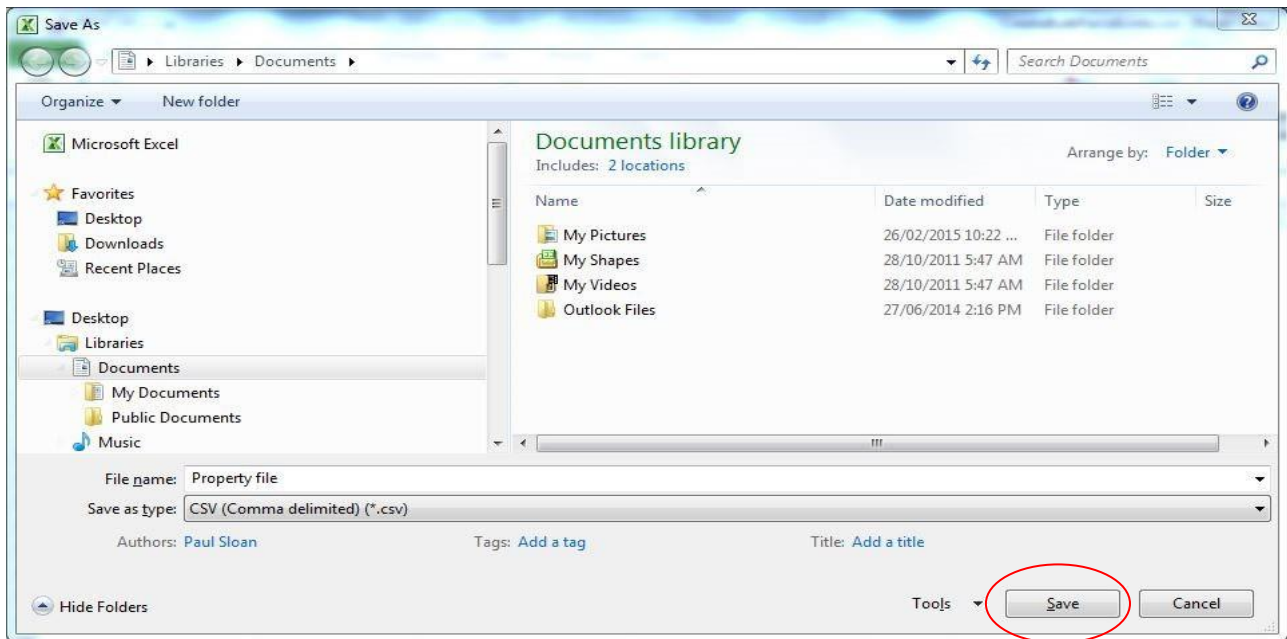 Save As
Libraries Documents
Search Documents
Organize New folder
Microsoft Excel
Favorites
Desktop
Downloads
Recent Places
Desktop
Libraries
Documents
My Documents
Public Documents
Music
Documents library
Includes: 2 locations
Arrange by: Folder
Name Date modified Type Size
My Pictures 26/02/2015 10:22 ... File folder
My Shapes 28/10/2011 5:47 AM File folder
My Videos 28/10/2011 5:47 AM File folder
Outlook Files 27/06/2014 2:16 PM File folder
File name: Property file
Save as type: CSV (Comma delimited) (*.csv)
Authors: Paul Sloan Tags: Add a tag Title: Add a title
Hide Folders Tools Save Cancel